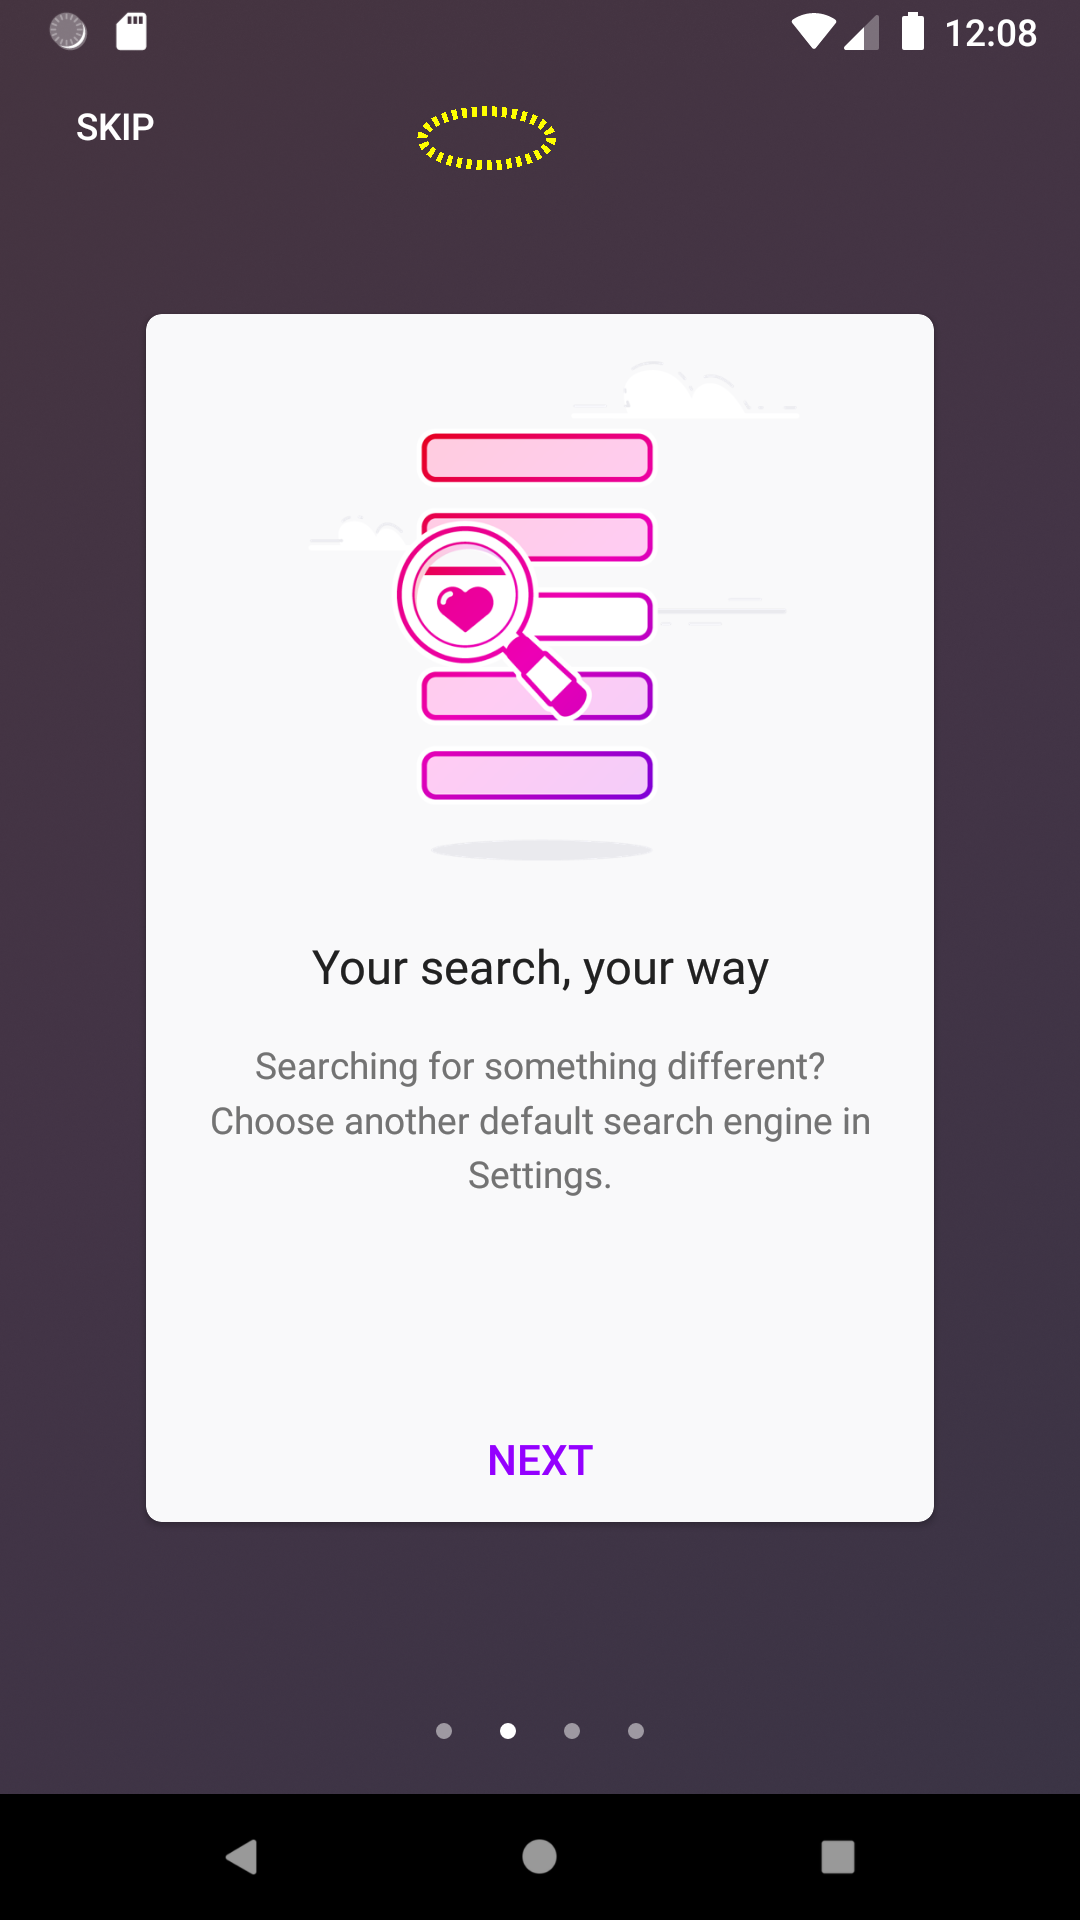 12:08
SKIP
Your search, your way
Searching for something different?
Choose another default search engine in
Settings.
NEXT